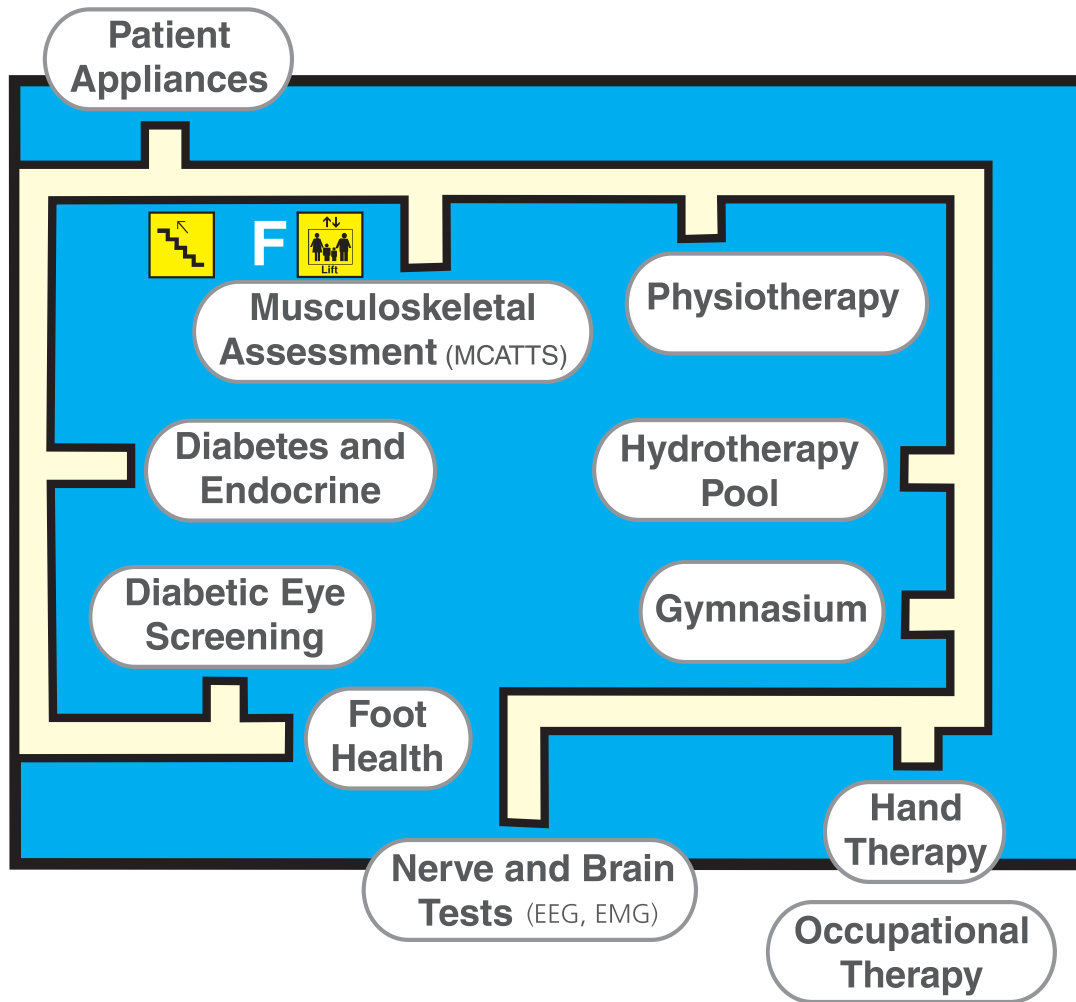 Patient
Appliances
F
Lift
Musculoskeletal
Assessment (MCATTS)
Physiotherapy
Diabetes and
Endocrine
Hydrotherapy
Pool
Diabetic Eye
Screening
Gymnasium
Foot
Health
Hand
Therapy
Nerve and Brain
Tests (EEG, EMG)
Occupational
Therapy